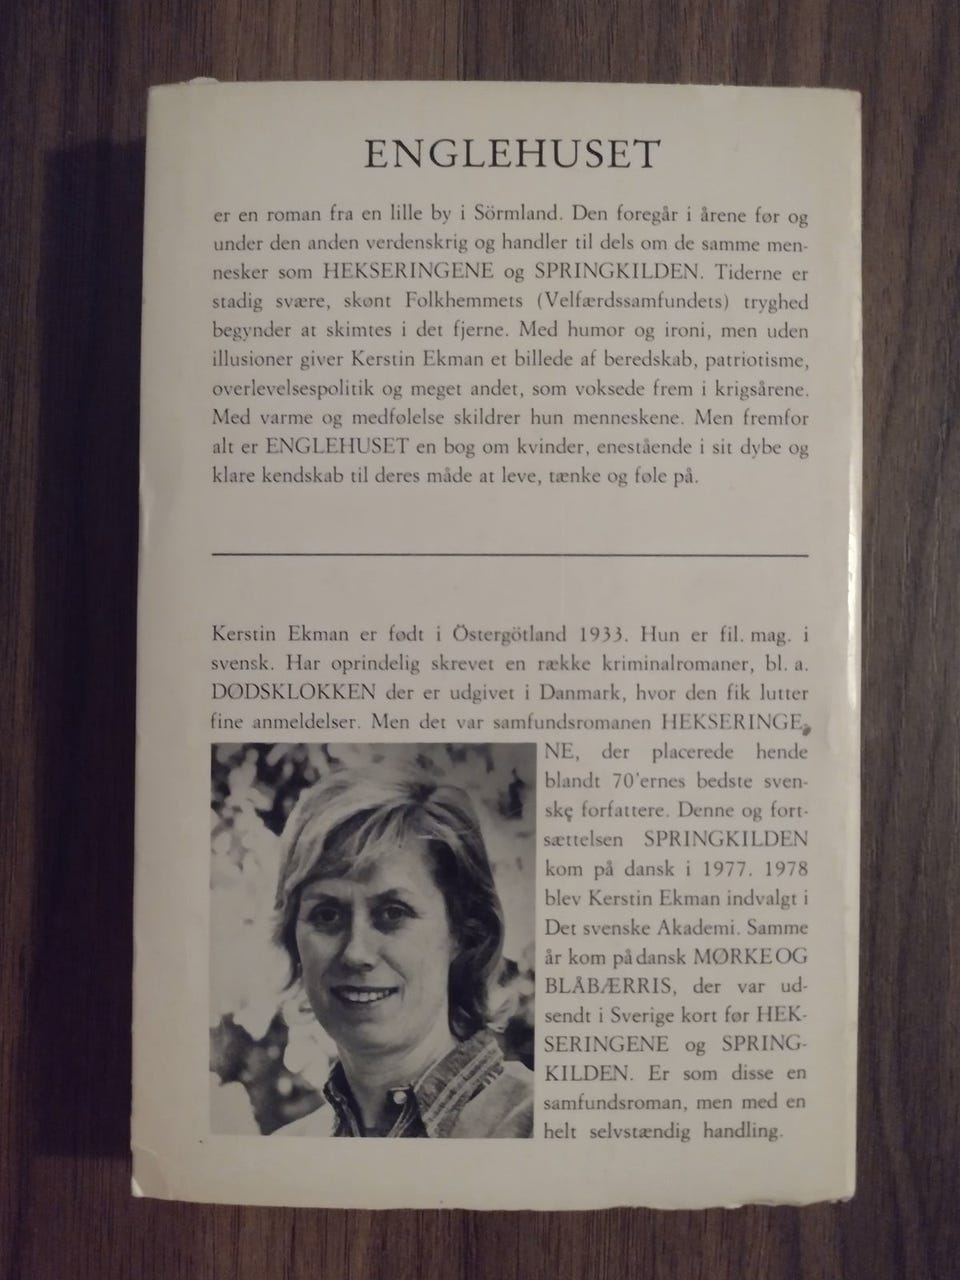 ENGLEHUSET
er en roman fra en lille by i Sörmland. Den foregår i årene før og
under den anden verdenskrig og handler til dels om de samme men-
nesker som HEKSERINGENE og SPRINGKILDEN. Tiderne er
stadig svære, skønt Folkhemmets (Velfærdssamfundets) tryghed
begynder at skimtes i det fjerne. Med humor og ironi, men uden
illusioner giver Kerstin Ekman et billede af beredskab, patriotisme,
overlevelsespolitik og meget andet, som voksede frem i krigsårene.
Med varme og medfølelse skildrer hun menneskene. Men fremfor
alt er ENGLEHUSET en bog om kvinder, enestående i sit dybe og
klare kendskab til deres måde at leve, tænke og føle på.
Kerstin Ekman er født i Östergötland 1933. Hun er fil. mag. i
svensk. Har oprindelig skrevet en række kriminalromaner, bl. a.
DØDSKLOKKEN der er udgivet i Danmark, hvor den fik lutter
fine anmeldelser. Men det var samfundsromanen HEKSERINGE-
NE, der placerede hende
blandt 70'ernes bedste sven-
ske forfattere. Denne og fort-
sættelsen SPRINGKILDEN
kom på dansk i 1977. 1978
blev Kerstin Ekman indvalgt i
Det svenske Akademi. Samme
år kom på dansk MØRKE OG
BLÅBÆRRIS, der var ud-
sendt i Sverige kort før HEK-
SERINGENE og SPRING-
KILDEN. Er som disse en
samfundsroman, men med en
helt selvstændig handling.